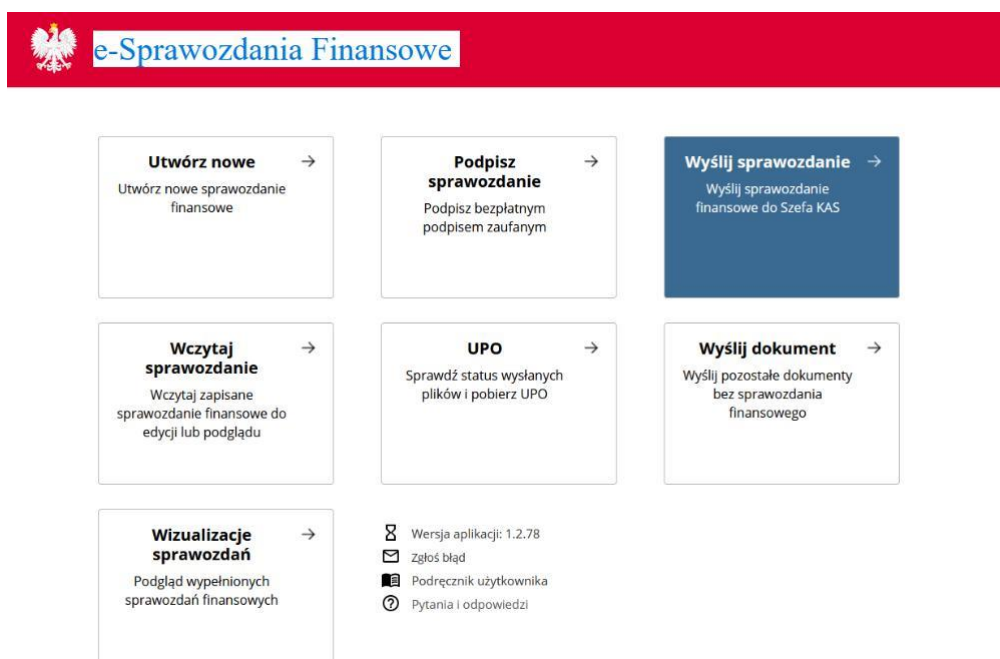 e-Sprawozdania Finansowe
Utwórz nowe
Utwórz nowe sprawozdanie
finansowe
Podpisz
sprawozdanie
Podpisz bezpłatnym
podpisem zaufanym
Wyślij sprawozdanie
Wyślij sprawozdanie
finansowe do Szefa KAS
Wczytaj
sprawozdanie
Wczytaj zapisane
sprawozdanie finansowe do
edycji lub podglądu
UPO
Sprawdź status wysłanych
plików i pobierz UPO
Wyślij dokument
Wyślij pozostałe dokumenty
bez sprawozdania
finansowego
Wizualizacje
sprawozdań
Podgląd wypełnionych
sprawozdań finansowych
Wersja aplikacji: 1.2.78
Zgłoś błąd
Podręcznik użytkownika
Pytania i odpowiedzi